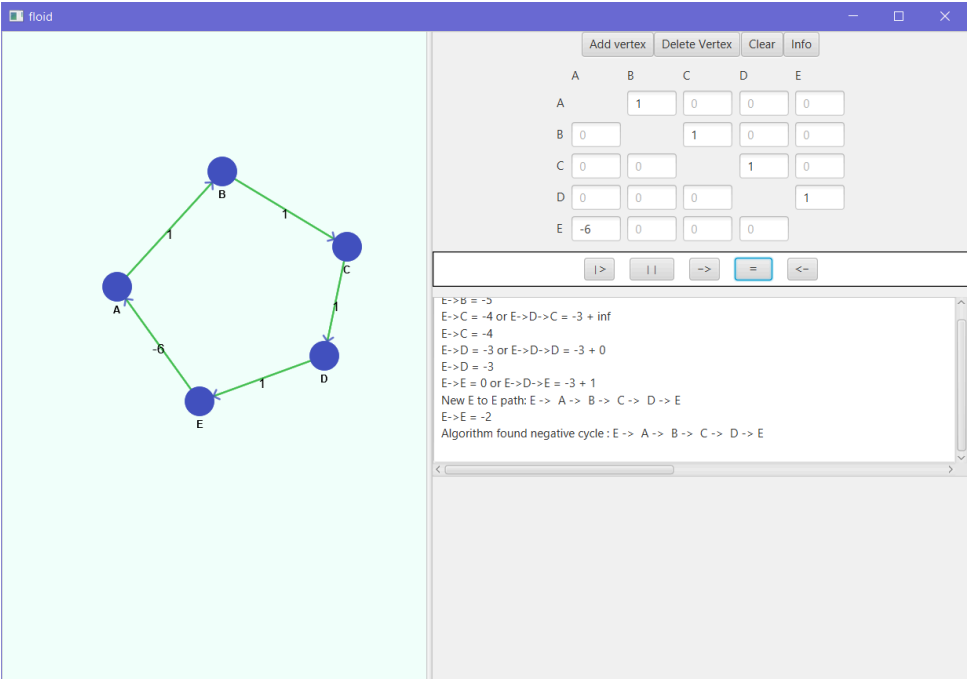 floid
Add vertex Delete Vertex Clear Info
A B C D E
A 1 0 0 0
B 0 1 0 0
C 0 0 1 0
D 0 0 0 1
E -6 0 0 0
|> || -> = <-
E->B = -5
E->C = -4 or E->D->C = -3 + inf
E->C = -4
E->D = -3 or E->D->D = -3 + 0
E->D = -3
E->E = 0 or E->D->E = -3 + 1
New E to E path: E -> A -> B -> C -> D -> E
E->E = -2
Algorithm found negative cycle : E -> A -> B -> C -> D -> E
B
1
1
C
A
1
-6
D
1
E